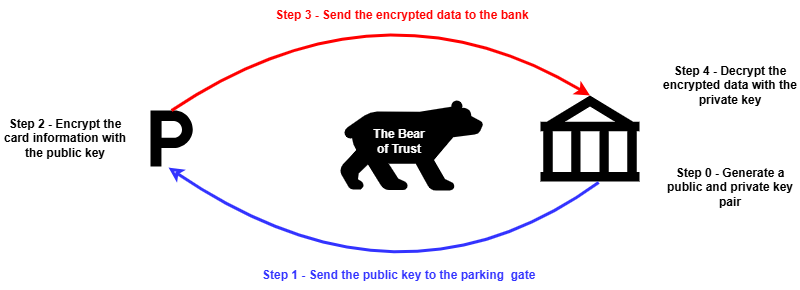 Step 3 - Send the encrypted data to the bank
Step 4 - Decrypt the
encrypted data with the
private key
Step 2 - Encrypt the
card information with
the public key
P
The Bear
of Trust
Step 0 - Generate a
public and private key
pair
Step 1 - Send the public key to the parking  gate